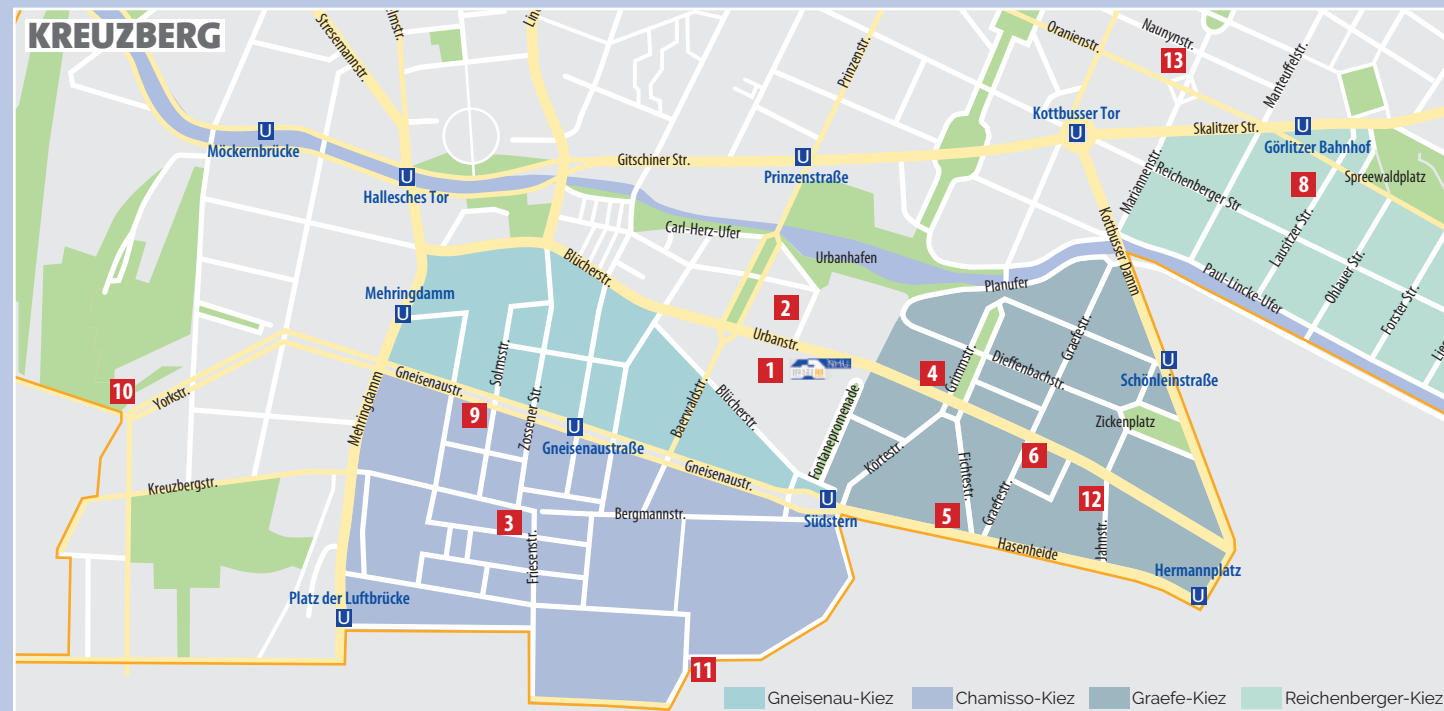 KREUZBERG
Stresemannstr.
Prinzenstr.
Oranienstr.
Naunynstr.
13
Manteuffelstr.
U
Möckernbrücke
U
Hallesches Tor
Gitschiner Str.
U
Prinzenstraße
Kottbusser Tor
U
Skalitzer Str.
U
Görlitzer Bahnhof
Mariannenstr.
Reichenberger Str
8
Spreewaldplatz
Lausitzer Str.
Ohlauer Str.
Forster Str.
Paul-Lincke-Ufer
Kottbusser Damm
Carl-Herz-Ufer
Urbanhafen
Planufer
Blücherstr.
Mehringdamm
U
2
Urbanstr.
1
4
Grimmstr.
Dieffenbachstr.
Graefestr.
U
Schönleinstraße
Zickenplatz
10
Yorkstr.
Mehringdamm
Gneisenaustr.
Solmsstr.
9
Zossener Str.
U
Gneisenaustraße
Baerwaldstr.
Blücherstr.
Fontanepromenade
Körtestr.
Fichtestr.
6
Graefestr.
12
Jahnstr.
Gneisenaustr.
U
Südstern
5
Hasenheide
Hermannplatz
U
Kreuzbergstr.
3
Bergmannstr.
Friesenstr.
Platz der Luftbrücke
U
11
Gneisenau-Kiez
Chamisso-Kiez
Graefe-Kiez
Reichenberger-Kiez